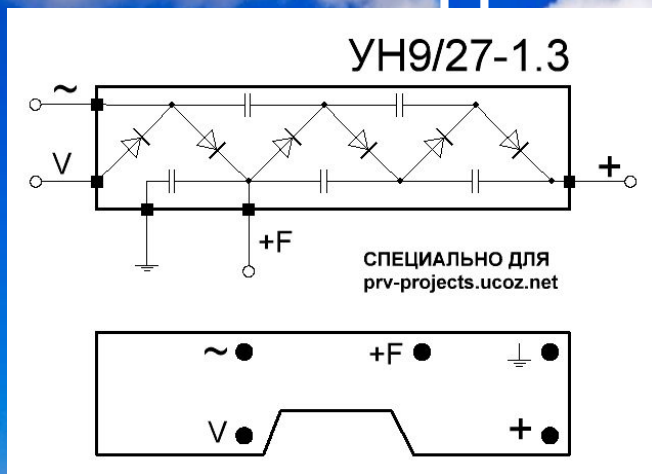 УН9/27-1.3
~
V
+
+F
СПЕЦИАЛЬНО ДЛЯ
prv-projects.ucoz.net
~ +F
V +